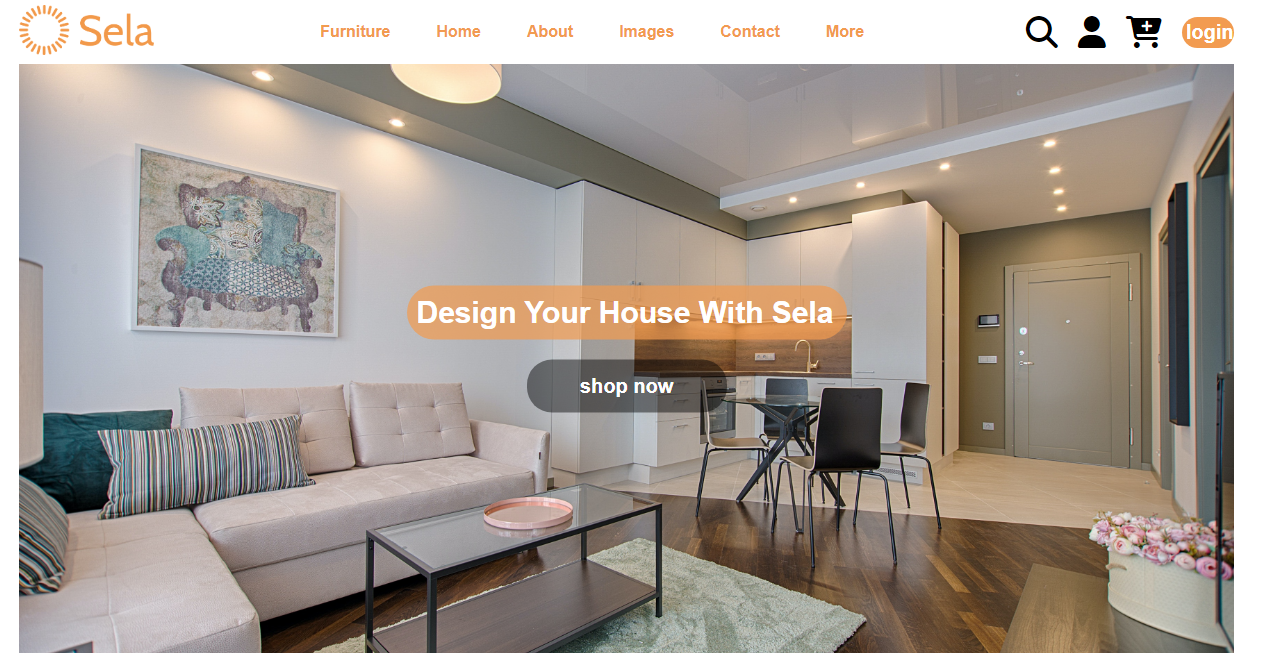 Sela
Furniture Home About Images Contact More
login
Design Your House With Sela
shop now